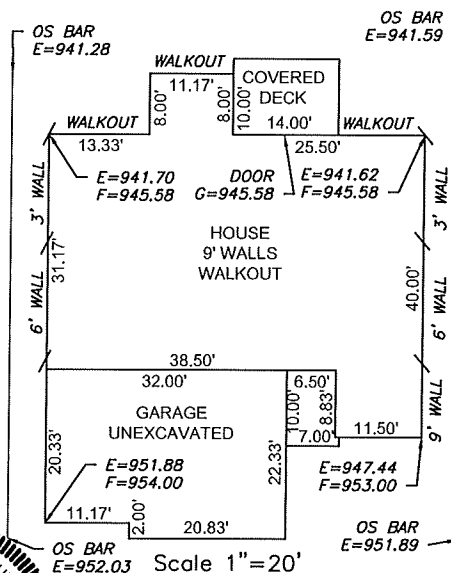 OS BAR
E=941.28
OS BAR
E=941.59
WALKOUT
11.17'
8.00'
8.00'
10.00'
COVERED
DECK
WALKOUT
13.33'
14.00'
WALKOUT
25.50'
E=941.70
F=945.58
DOOR
G=945.58
E=941.62
F=945.58
3' WALL
31.17'
6' WALL
HOUSE
9' WALLS
WALKOUT
3' WALL
40.00'
6' WALL
9' WALL
38.50'
32.00'
6.50'
10.00'
8.83'
7.00'
11.50'
GARAGE
UNEXCAVATED
20.33'
22.33'
E=951.88
F=954.00
E=947.44
F=953.00
11.17'
2.00'
20.83'
OS BAR
E=952.03
Scale 1"=20'
OS BAR
E=951.89